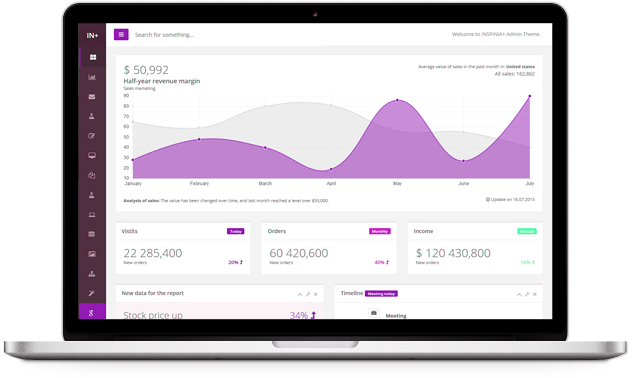 IN+
Search for something...
Welcome to INSPINIA+ Admin Theme.
$ 50,992
Half-year revenue margin
Sales marketing.
Average value of sales in the past month in: United states
All sales: 162,862
90
80
70
60
50
40
30
20
10
January February March April May June July
Analysis of sales: The value has been changed over time, and last month reached a level over $50,000.
Update on 16.07.2015
Vistits Today
22 285,400
New orders 20%
Orders Monthly
60 420,600
New orders 40%
Income Annual
$ 120 430,800
New orders 16%
New data for the report
Stock price up 34%
Timeline Meeting today
Meeting